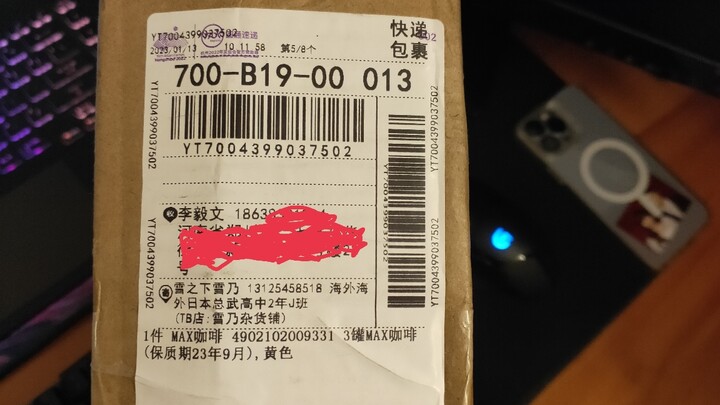 YT7004399037502
2023/01/13 10 11 58 第5/8个
快递
包裹
700-B19-00 013
YT7004399037502
YT7004399037502
YT7004399037502
YT7004399037502
YT7004399037502
YT7004399037502
李毅文 18639
雪之下雪乃 13125458518 海外海
外日本总武高中2年J班
(TB店:雪乃杂货铺)
1件 MAX咖啡 4902102009331 3罐MAX咖啡
(保质期23年9月),黄色